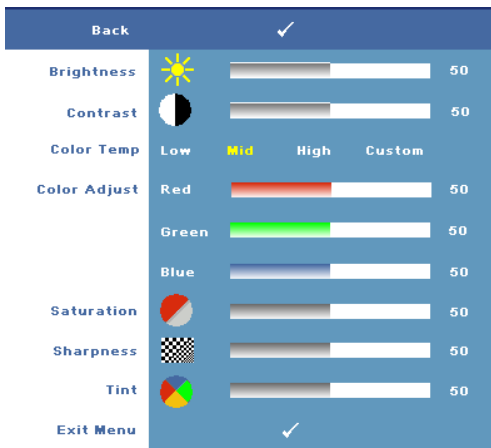 Back
Brightness 50
Contrast 50
Color Temp Low Mid High Custom
Color Adjust Red 50
Green 50
Blue 50
Saturation 50
Sharpness 50
Tint 50
Exit Menu